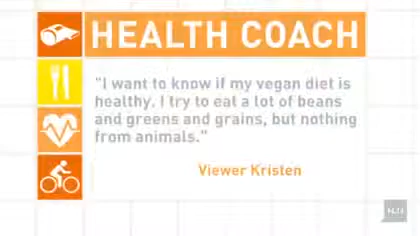 HEALTH COACH
"I want to know if my vegan diet is
healthy. I try to eat a lot of beans
and greens and grains, but nothing
from animals."
Viewer Kristen